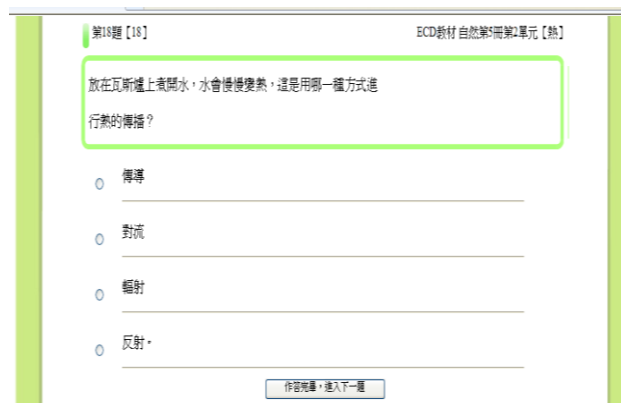 第18題【18】 ECD教材 自然第5冊第2單元【熱】
放在瓦斯爐上煮開水，水會慢慢變熱，這是用哪一種方式進
行熱的傳播？
傳導
對流
輻射
反射。
作答完畢，進入下一題